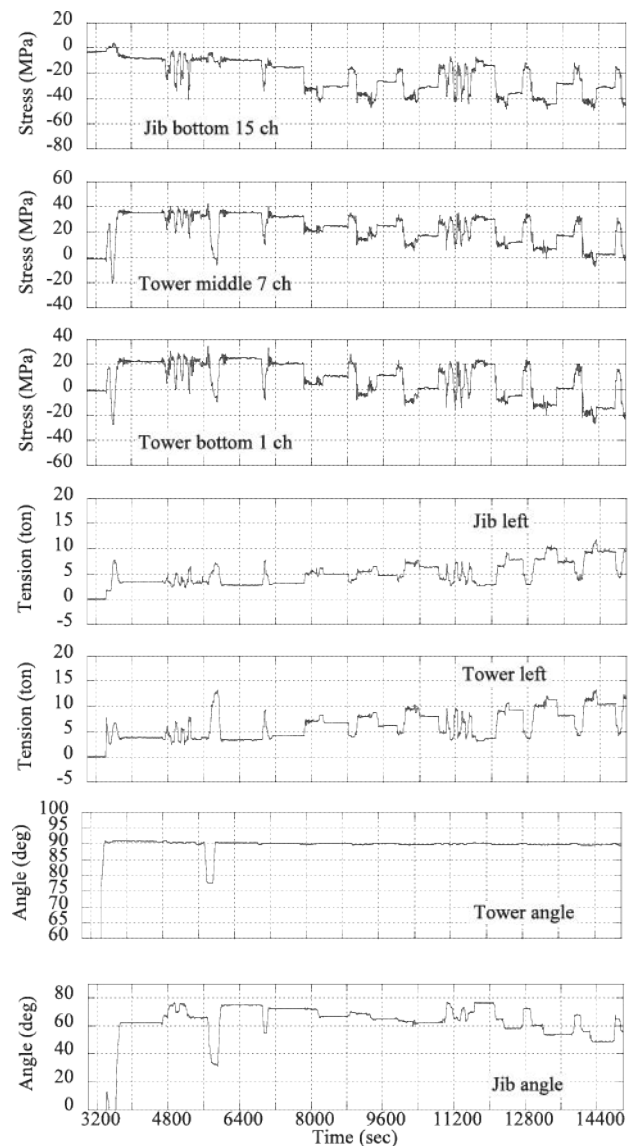 20
0
-20
-40
-60
-80
Stress (MPa)
Jib bottom 15 ch
60
40
20
0
-20
-40
Stress (MPa)
Tower middle 7 ch
40
20
0
-20
-40
-60
Stress (MPa)
Tower bottom 1 ch
20
15
10
5
0
-5
Tension (ton)
Jib left
20
15
10
5
0
-5
Tension (ton)
Tower left
100
95
90
85
80
75
70
65
60
Angle (deg)
Tower angle
80
60
40
20
0
Angle (deg)
Jib angle
3200 4800 6400 8000 9600 11200 12800 14400
Time (sec)